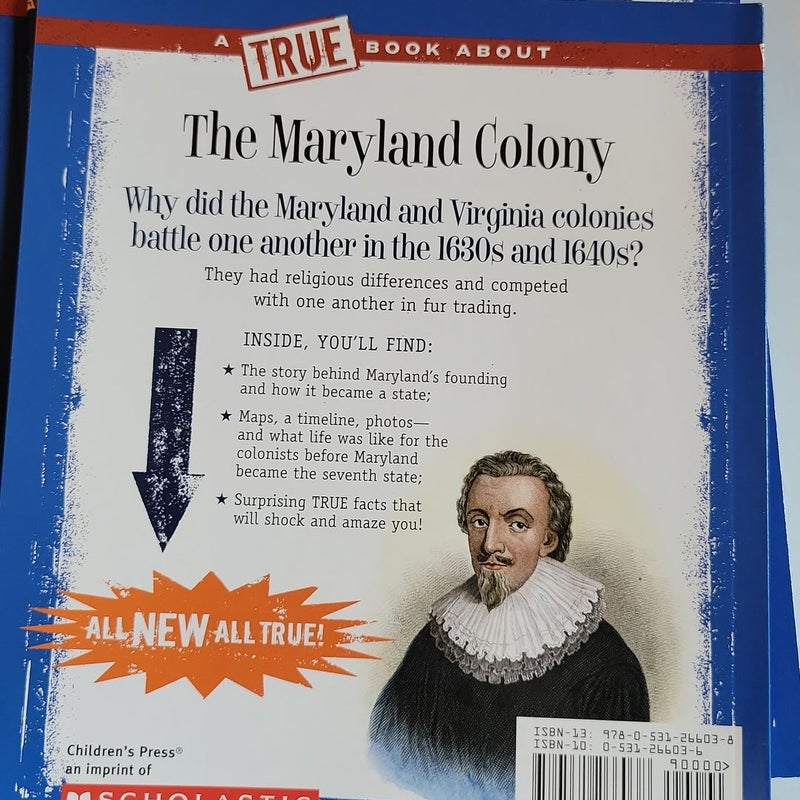 A TRUE BOOK ABOUT
The Maryland Colony
Why did the Maryland and Virginia colonies
battle one another in the 1630s and 1640s?
They had religious differences and competed
with one another in fur trading.
INSIDE, YOU'LL FIND:
★ The story behind Maryland's founding
and how it became a state;
★ Maps, a timeline, photos—
and what life was like for the
colonists before Maryland
became the seventh state;
★ Surprising TRUE facts that
will shock and amaze you!
ALL NEW, ALL TRUE!
Children's Press®
an imprint of
SCHOLASTIC
ISBN-13: 978-0-531-26603-8
ISBN-10: 0-531-26603-6
90000>